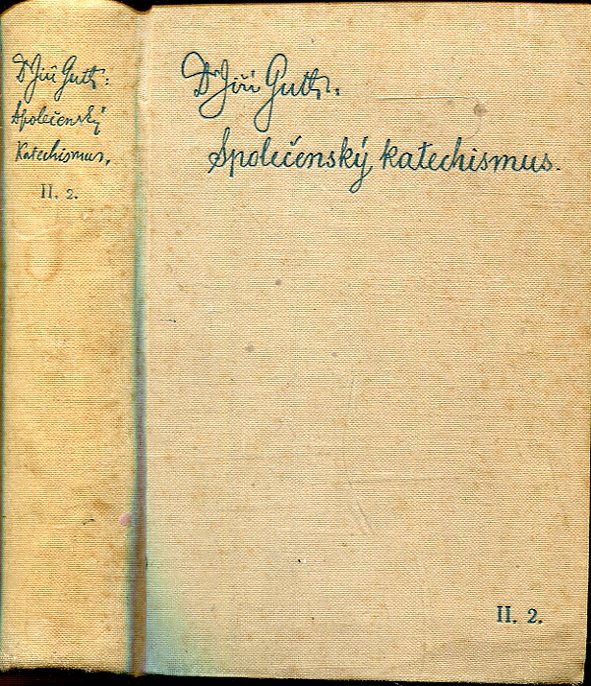 Dr Jiří Guth:
Společenský
Katechismus.
II. 2.
Dr Jiří Guth:
Společenský katechismus.
II. 2.